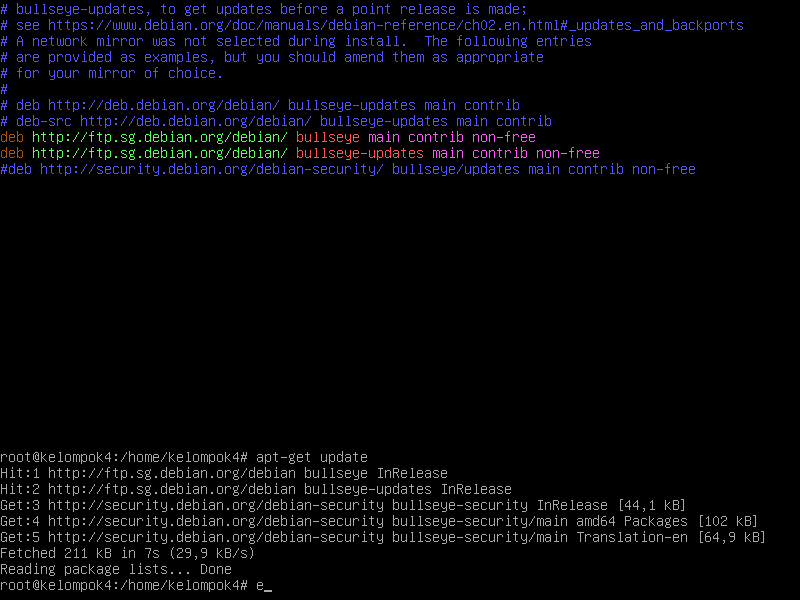 # bullseye-updates, to get updates before a point release is made;
# see https://www.debian.org/doc/manuals/debian-reference/ch02.en.html#_updates_and_backports
# A network mirror was not selected during install.  The following entries
# are provided as examples, but you should amend them as appropriate
# for your mirror of choice.
#
# deb http://deb.debian.org/debian/ bullseye-updates main contrib
# deb-src http://deb.debian.org/debian/ bullseye-updates main contrib
deb http://ftp.sg.debian.org/debian/ bullseye main contrib non-free
deb http://ftp.sg.debian.org/debian/ bullseye-updates main contrib non-free
#deb http://security.debian.org/debian-security/ bullseye/updates main contrib non-free
root@kelompok4:/home/kelompok4# apt-get update
Hit:1 http://ftp.sg.debian.org/debian bullseye InRelease
Hit:2 http://ftp.sg.debian.org/debian bullseye-updates InRelease
Get:3 http://security.debian.org/debian-security bullseye-security InRelease [44,1 kB]
Get:4 http://security.debian.org/debian-security bullseye-security/main amd64 Packages [102 kB]
Get:5 http://security.debian.org/debian-security bullseye-security/main Translation-en [64,9 kB]
Fetched 211 kB in 7s (29,9 kB/s)
Reading package lists... Done
root@kelompok4:/home/kelompok4# e_